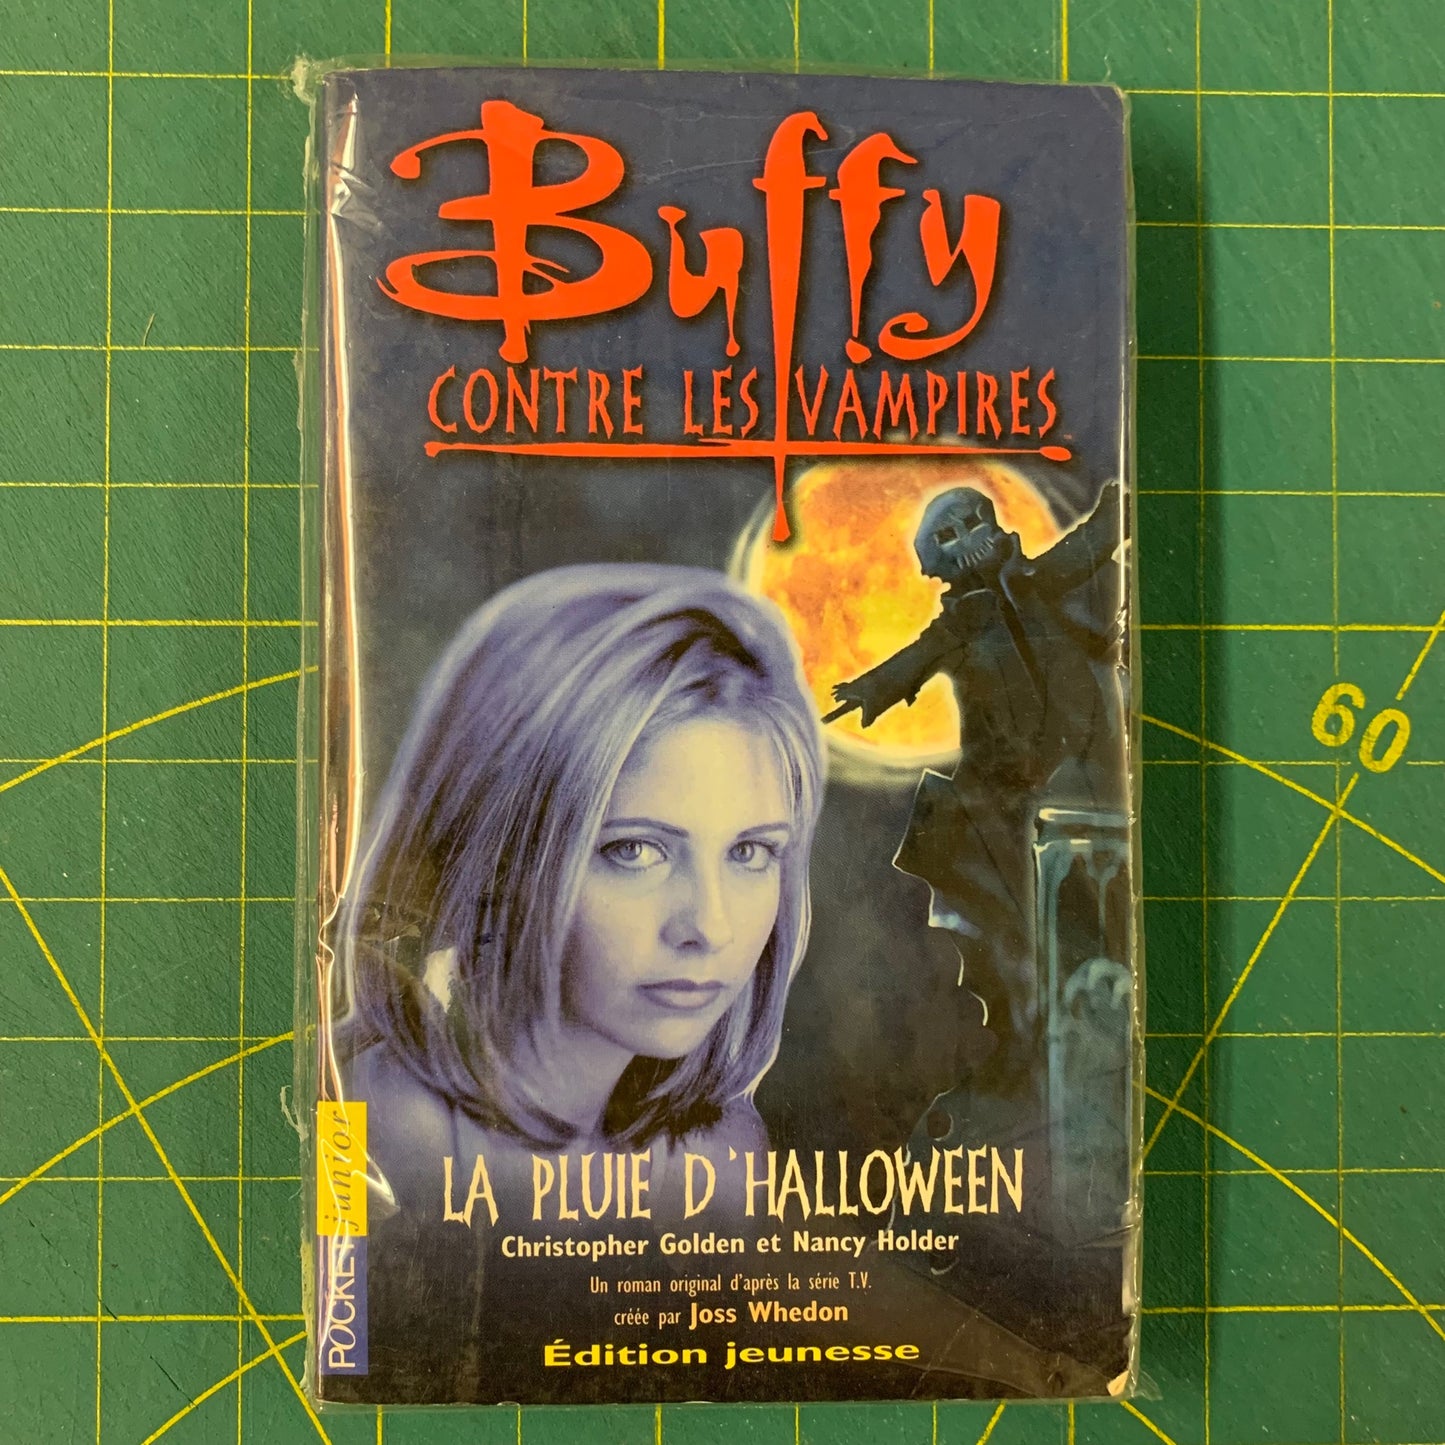 Buffy
CONTRE LES VAMPIRES
LA PLUIE D'HALLOWEEN
Christopher Golden et Nancy Holder
Un roman original d'après la série T.V.
créée par Joss Whedon
Édition jeunesse
POCKET junior
60